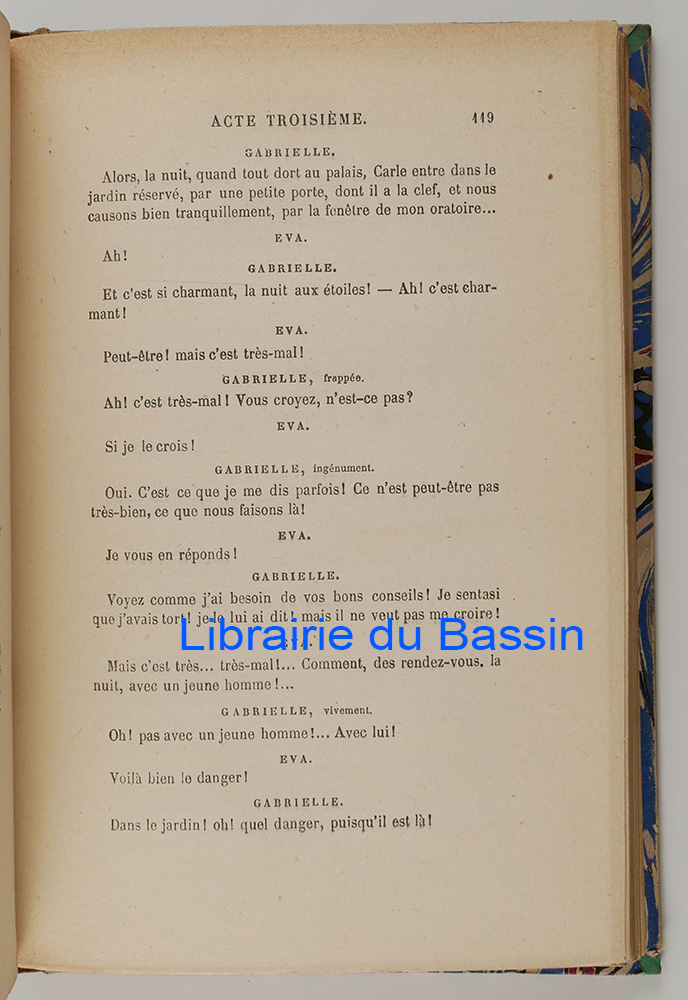 ACTE TROISIÈME. 119
GABRIELLE.
Alors, la nuit, quand tout dort au palais, Carle entre dans le
jardin réservé, par une petite porte, dont il a la clef, et nous
causons bien tranquillement, par la fenêtre de mon oratoire...
EVA.
Ah!
GABRIELLE.
Et c'est si charmant, la nuit aux étoiles! — Ah! c'est char-
mant!
EVA.
Peut-être! mais c'est très-mal!
GABRIELLE, frappée.
Ah! c'est très-mal! Vous croyez, n'est-ce pas?
EVA.
Si je le crois!
GABRIELLE, ingénument.
Oui. C'est ce que je me dis parfois! Ce n'est peut-être pas
très-bien, ce que nous faisons là!
EVA.
Je vous en réponds!
GABRIELLE.
Voyez comme j'ai besoin de vos bons conseils! Je sentasi
que j'avais tort! je le lui ai dit! mais il ne veut pas me croire!
Librairie du Bassin
EVA.
Mais c'est très... très-mal!... Comment, des rendez-vous. la
nuit, avec un jeune homme!...
GABRIELLE, vivement.
Oh! pas avec un jeune homme!... Avec lui!
EVA.
Voilà bien le danger!
GABRIELLE.
Dans le jardin! oh! quel danger, puisqu'il est là!